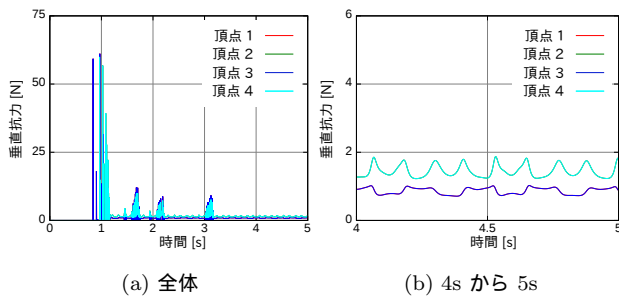 75
50
25
0
0
1
2
3
4
5
垂直抗力 [N]
時間 [s]
頂点 1
頂点 2
頂点 3
頂点 4
(a) 全体
6
4
2
0
4
4.5
5
垂直抗力 [N]
時間 [s]
頂点 1
頂点 2
頂点 3
頂点 4
(b) 4s から 5s